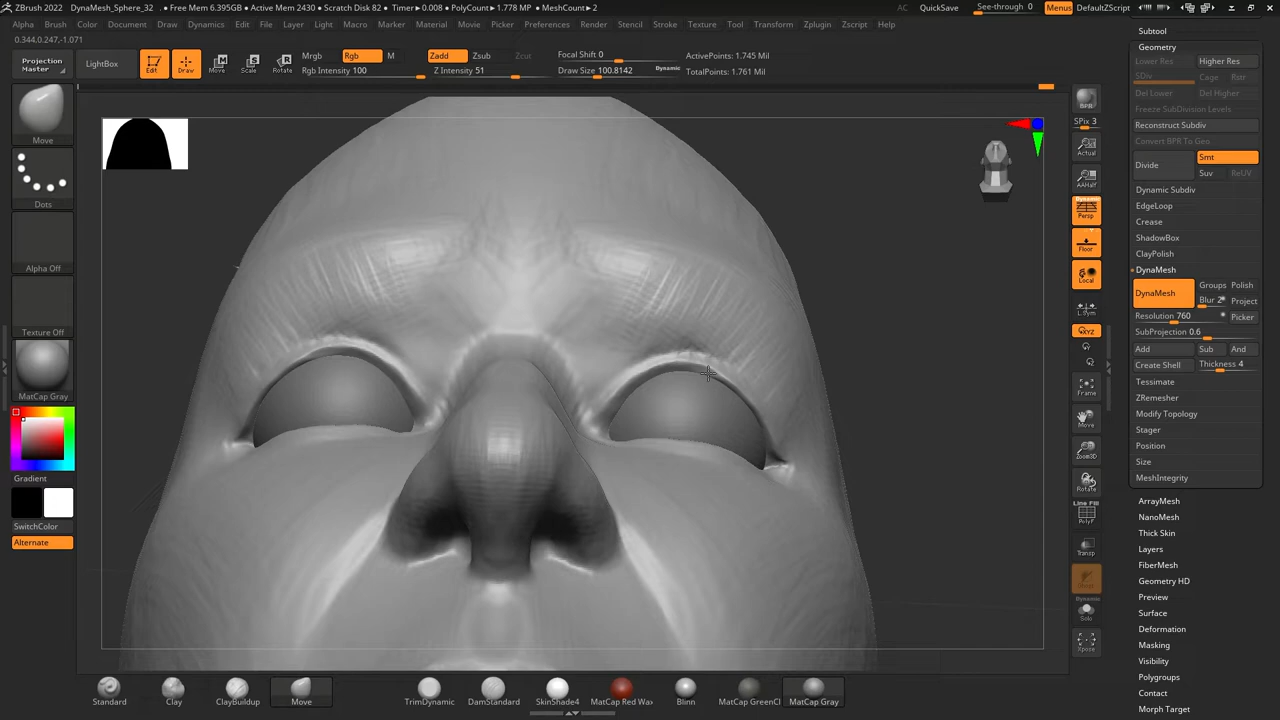 ZBrush 2022 DynaMesh_Sphere_32 • Free Mem 6.395GB • Active Mem 2430 • Scratch Disk 82 • Timer▸0.008 • PolyCount▸1.778 MP • MeshCount▸2
AC QuickSave See-through 0 Menus DefaultZScript
Alpha Brush Color Document Draw Dynamics Edit File Layer Light Macro Marker Material Movie Picker Preferences Render Stencil Stroke Texture Tool Transform Zplugin Zscript Help
0.344,0.247,-1.071
Projection Master
LightBox
Edit
Draw
Move
Scale
Rotate
Mrgb Rgb M
Rgb Intensity 100
Zadd Zsub Zcut
Z Intensity 51
Focal Shift 0
Draw Size 100.8142
Dynamic
ActivePoints: 1.745 Mil
TotalPoints: 1.761 Mil
Move
Dots
Alpha Off
Texture Off
MatCap Gray
Gradient
SwitchColor
Alternate
BPR
SPix 3
Actual
AAHalf
Dynamic
Persp
Floor
Local
L.Sym
XYZ
Frame
Move
Zoom3D
Rotate
Line Fill
PolyF
Transp
Dynamic
Solo
Xpose
Subtool
Geometry
Lower Res Higher Res
SDiv Cage Rstr
Del Lower Del Higher
Freeze SubDivision Levels
Reconstruct Subdiv
Convert BPR To Geo
Divide Smt
Suv ReUV
Dynamic Subdiv
EdgeLoop
Crease
ShadowBox
ClayPolish
DynaMesh
DynaMesh Groups Polish
Blur 2 Project
Resolution 760 Picker
SubProjection 0.6
Add Sub And
Create Shell Thickness 4
Tessimate
ZRemesher
Modify Topology
Stager
Position
Size
MeshIntegrity
ArrayMesh
NanoMesh
Thick Skin
Layers
FiberMesh
Geometry HD
Preview
Surface
Deformation
Masking
Visibility
Polygroups
Contact
Morph Target
Standard Clay ClayBuildup Move TrimDynamic DamStandard SkinShade4 MatCap Red Wax Blinn MatCap GreenCl MatCap Gray